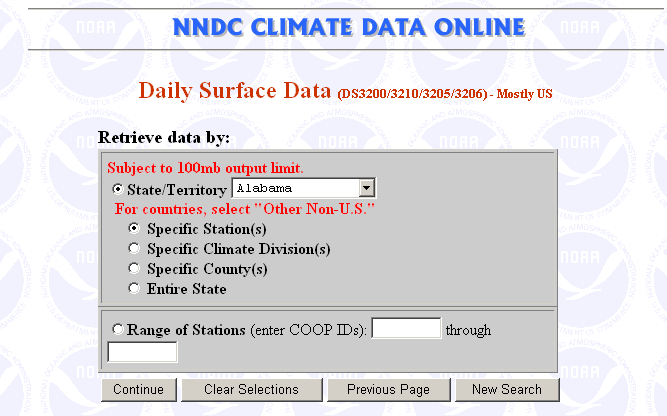 NNDC CLIMATE DATA ONLINE
Daily Surface Data (DS3200/3210/3205/3206) - Mostly US
Retrieve data by:
Subject to 100mb output limit.
State/Territory Alabama
For countries, select "Other Non-U.S."
Specific Station(s)
Specific Climate Division(s)
Specific County(s)
Entire State
Range of Stations (enter COOP IDs): through
Continue Clear Selections Previous Page New Search